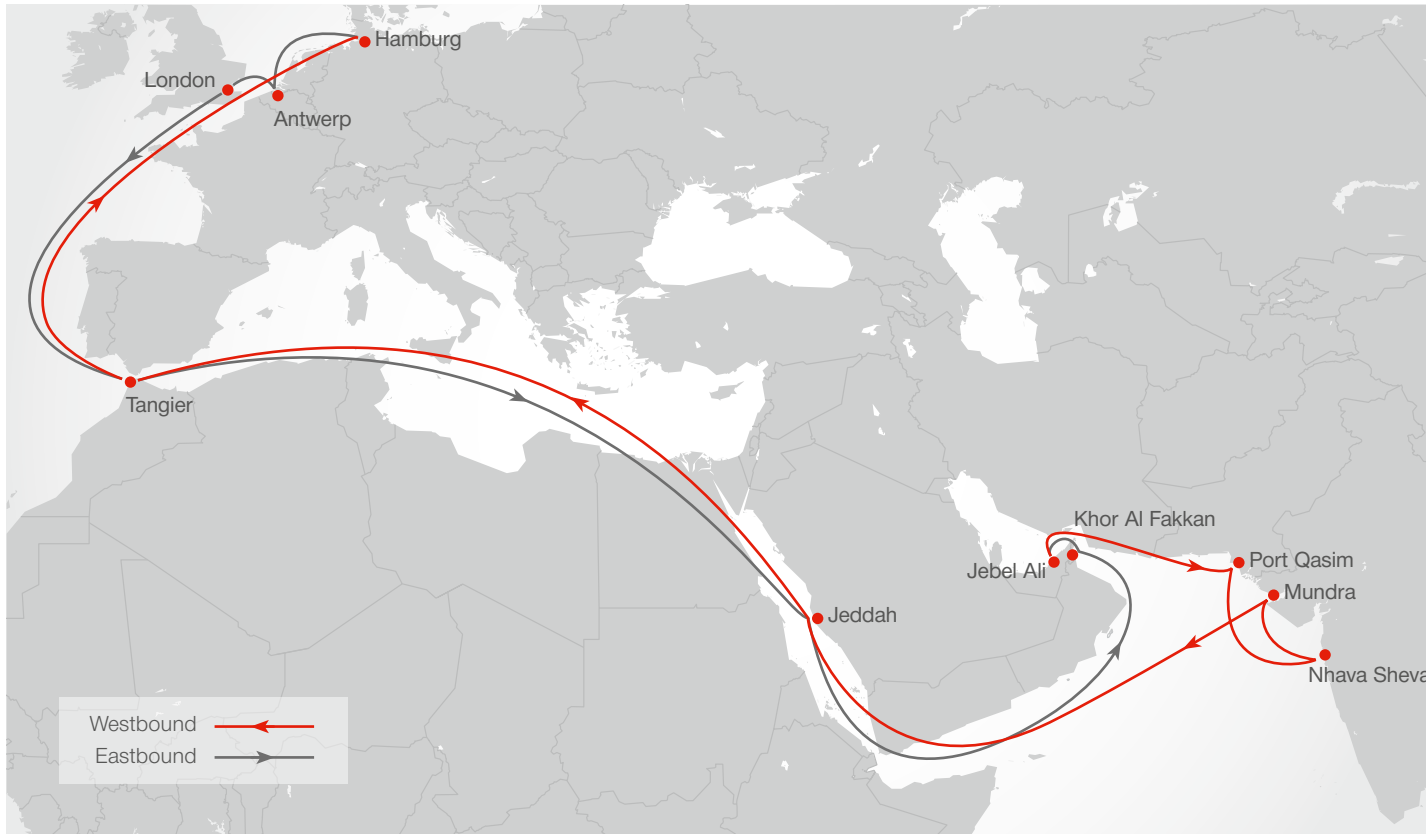 Hamburg
London
Antwerp
Tangier
Khor Al Fakkan
Jebel Ali
Port Qasim
Mundra
Jeddah
Nhava Sheva
Westbound
Eastbound